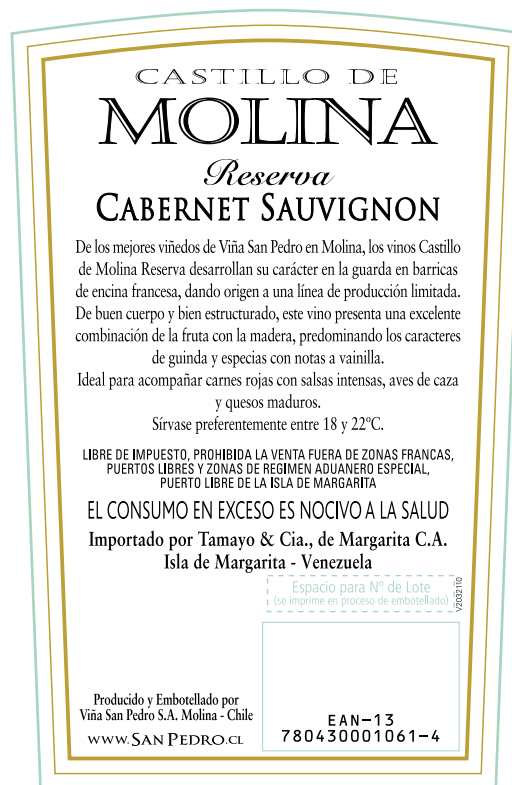 CASTILLO DE
MOLINA
Reserva
CABERNET SAUVIGNON
De los mejores viñedos de Viña San Pedro en Molina, los vinos Castillo
de Molina Reserva desarrollan su carácter en la guarda en barricas
de encina francesa, dando origen a una línea de producción limitada.
De buen cuerpo y bien estructurado, este vino presenta una excelente
combinación de la fruta con la madera, predominando los caracteres
de guinda y especias con notas a vainilla.
Ideal para acompañar carnes rojas con salsas intensas, aves de caza
y quesos maduros.
Sírvase preferentemente entre 18 y 22ºC.
LIBRE DE IMPUESTO, PROHIBIDA LA VENTA FUERA DE ZONAS FRANCAS,
PUERTOS LIBRES Y ZONAS DE REGIMEN ADUANERO ESPECIAL,
PUERTO LIBRE DE LA ISLA DE MARGARITA
EL CONSUMO EN EXCESO ES NOCIVO A LA SALUD
Importado por Tamayo & Cia., de Margarita C.A.
Isla de Margarita - Venezuela
Espacio para Nº de Lote
(se imprime en proceso de embotellado)
V2032110
Producido y Embotellado por
Viña San Pedro S.A. Molina - Chile
WWW.SAN PEDRO.CL
EAN-13
780430001061-4